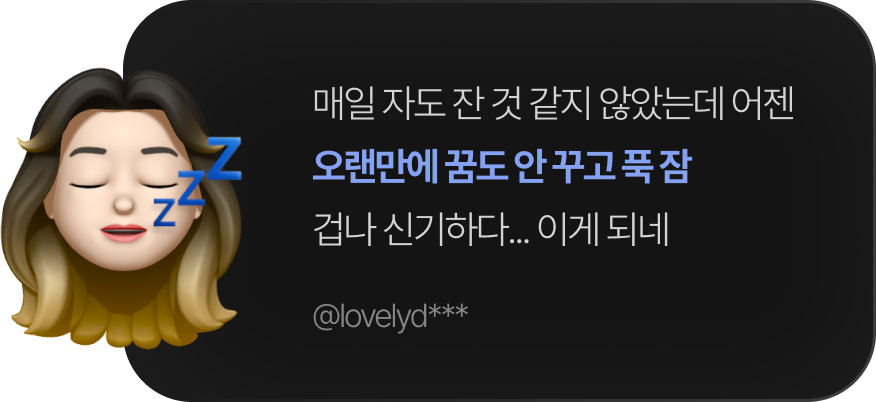 매일 자도 잔 것 같지 않았는데 어젠
오랜만에 꿈도 안 꾸고 푹 잠
겁나 신기하다... 이게 되네
@lovelyd***